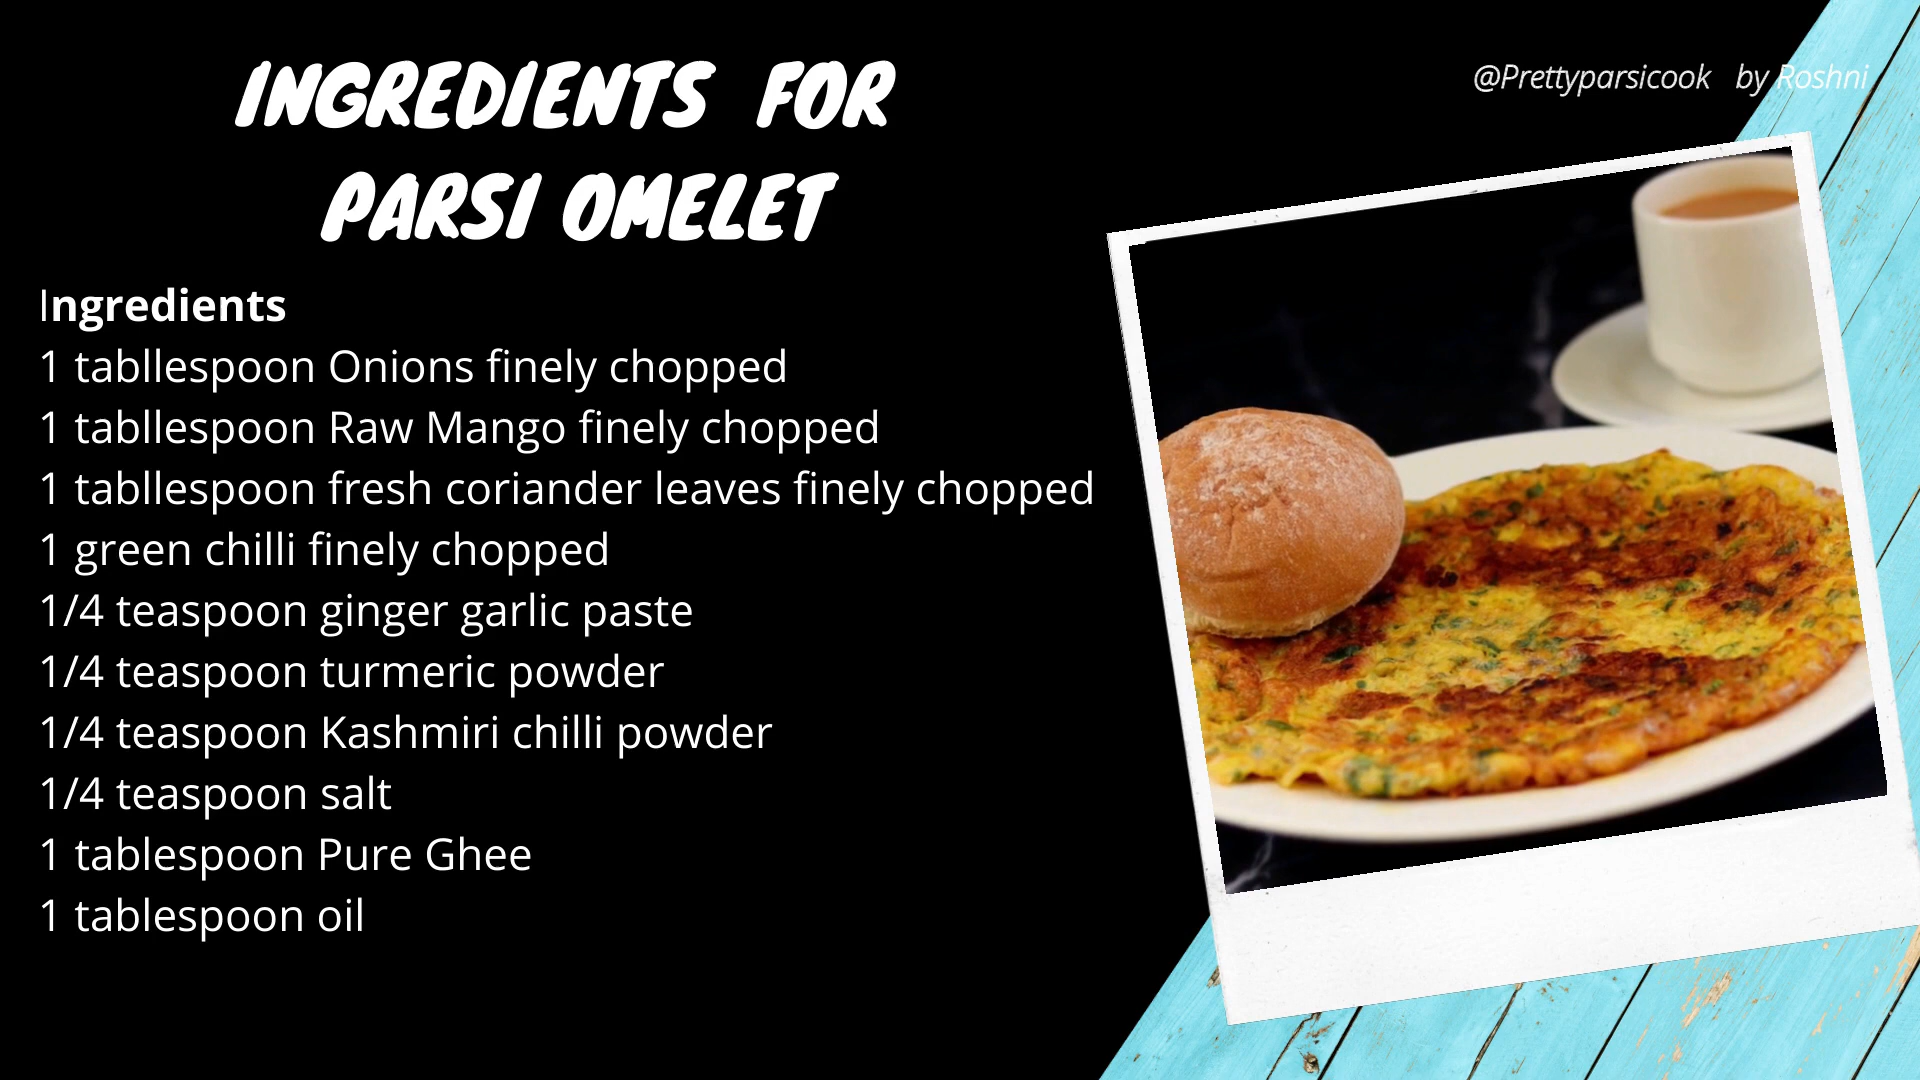 INGREDIENTS FOR
PARSI OMELET
@Prettyparsicook by Roshni
Ingredients
1 tabllespoon Onions finely chopped
1 tabllespoon Raw Mango finely chopped
1 tabllespoon fresh coriander leaves finely chopped
1 green chilli finely chopped
1/4 teaspoon ginger garlic paste
1/4 teaspoon turmeric powder
1/4 teaspoon Kashmiri chilli powder
1/4 teaspoon salt
1 tablespoon Pure Ghee
1 tablespoon oil